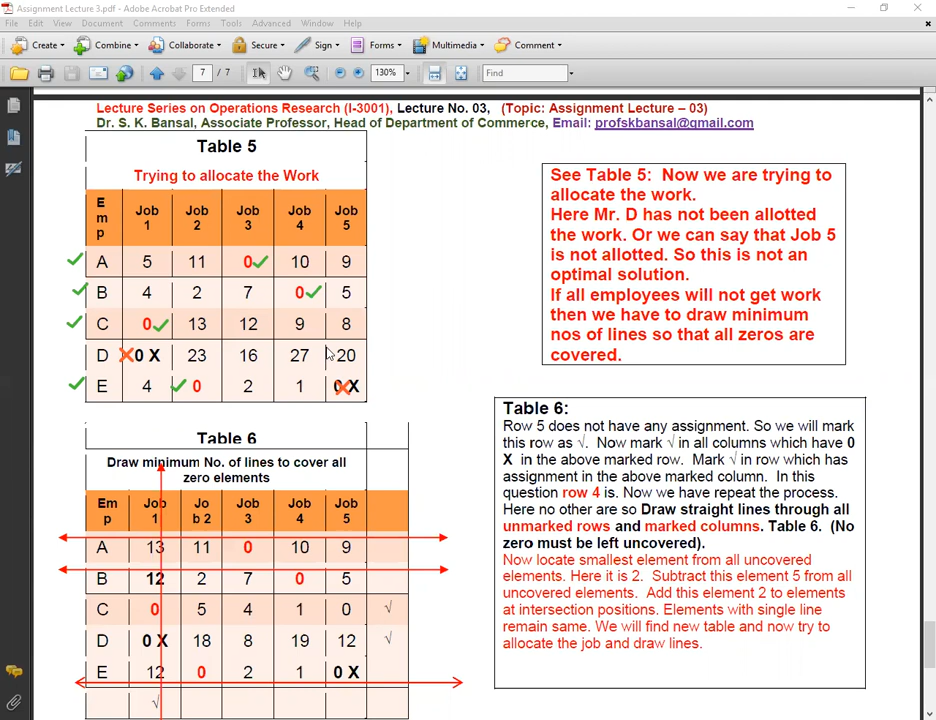 Assignment Lecture 3.pdf - Adobe Acrobat Pro Extended
File Edit View Document Comments Forms Tools Advanced Window Help
Create Combine Collaborate Secure Sign Forms Multimedia Comment
7 / 7 130% Find
Lecture Series on Operations Research (I-3001), Lecture No. 03, (Topic: Assignment Lecture – 03)
Dr. S. K. Bansal, Associate Professor, Head of Department of Commerce, Email: profskbansal@gmail.com
Table 5
Trying to allocate the Work
Emp Job 1 Job 2 Job 3 Job 4 Job 5
✓ A 5 11 0✓ 10 9
✓ B 4 2 7 0✓ 5
✓ C 0✓ 13 12 9 8
D 0 X 23 16 27 20
✓ E 4 ✓ 0 2 1 0 X
See Table 5: Now we are trying to
allocate the work.
Here Mr. D has not been allotted
the work. Or we can say that Job 5
is not allotted. So this is not an
optimal solution.
If all employees will not get work
then we have to draw minimum
nos of lines so that all zeros are
covered.
Table 6
Draw minimum No. of lines to cover all
zero elements
Emp Job 1 Job 2 Job 3 Job 4 Job 5
A 13 11 0 10 9
B 12 2 7 0 5
C 0 5 4 1 0 √
D 0 X 18 8 19 12 √
E 12 0 2 1 0 X
√
Table 6:
Row 5 does not have any assignment. So we will mark
this row as √. Now mark √ in all columns which have 0
X in the above marked row. Mark √ in row which has
assignment in the above marked column. In this
question row 4 is. Now we have repeat the process.
Here no other are so Draw straight lines through all
unmarked rows and marked columns. Table 6. (No
zero must be left uncovered).
Now locate smallest element from all uncovered
elements. Here it is 2. Subtract this element 5 from all
uncovered elements. Add this element 2 to elements
at intersection positions. Elements with single line
remain same. We will find new table and now try to
allocate the job and draw lines.